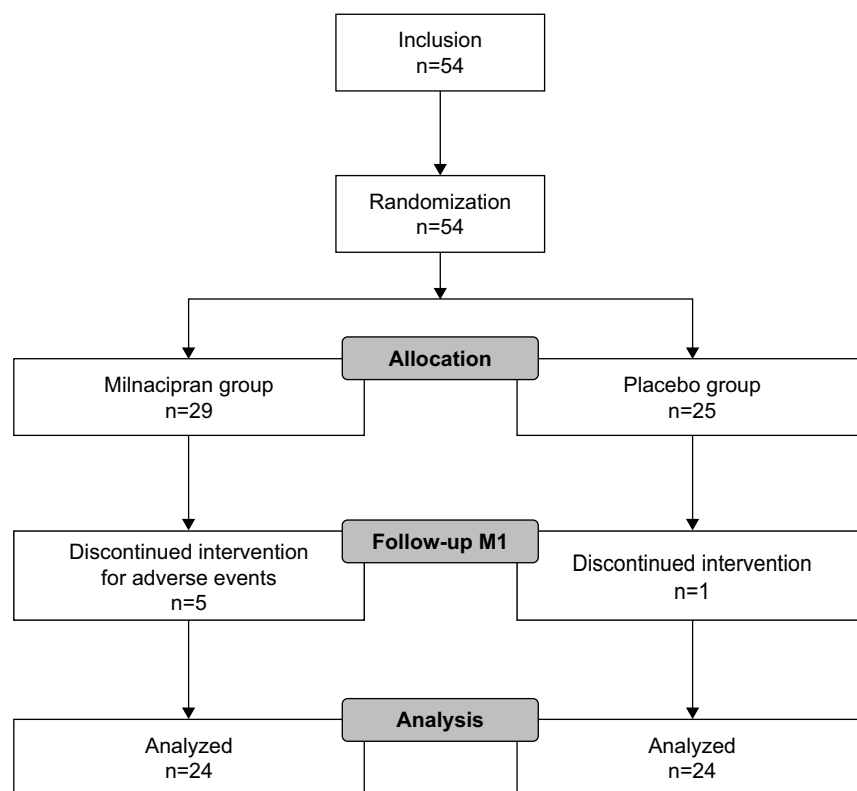 Inclusion
n=54
Randomization
n=54
Allocation
Milnacipran group
n=29
Placebo group
n=25
Follow-up M1
Discontinued intervention
for adverse events
n=5
Discontinued intervention
n=1
Analysis
Analyzed
n=24
Analyzed
n=24